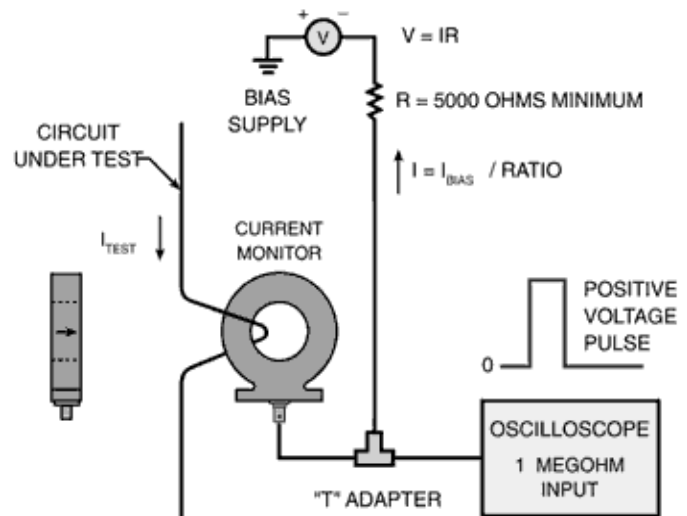 + −
V
V = IR
BIAS
SUPPLY
R = 5000 OHMS MINIMUM
CIRCUIT
UNDER TEST
I = I_BIAS / RATIO
I_TEST
CURRENT
MONITOR
POSITIVE
VOLTAGE
PULSE
0
OSCILLOSCOPE
1 MEGOHM
INPUT
"T" ADAPTER